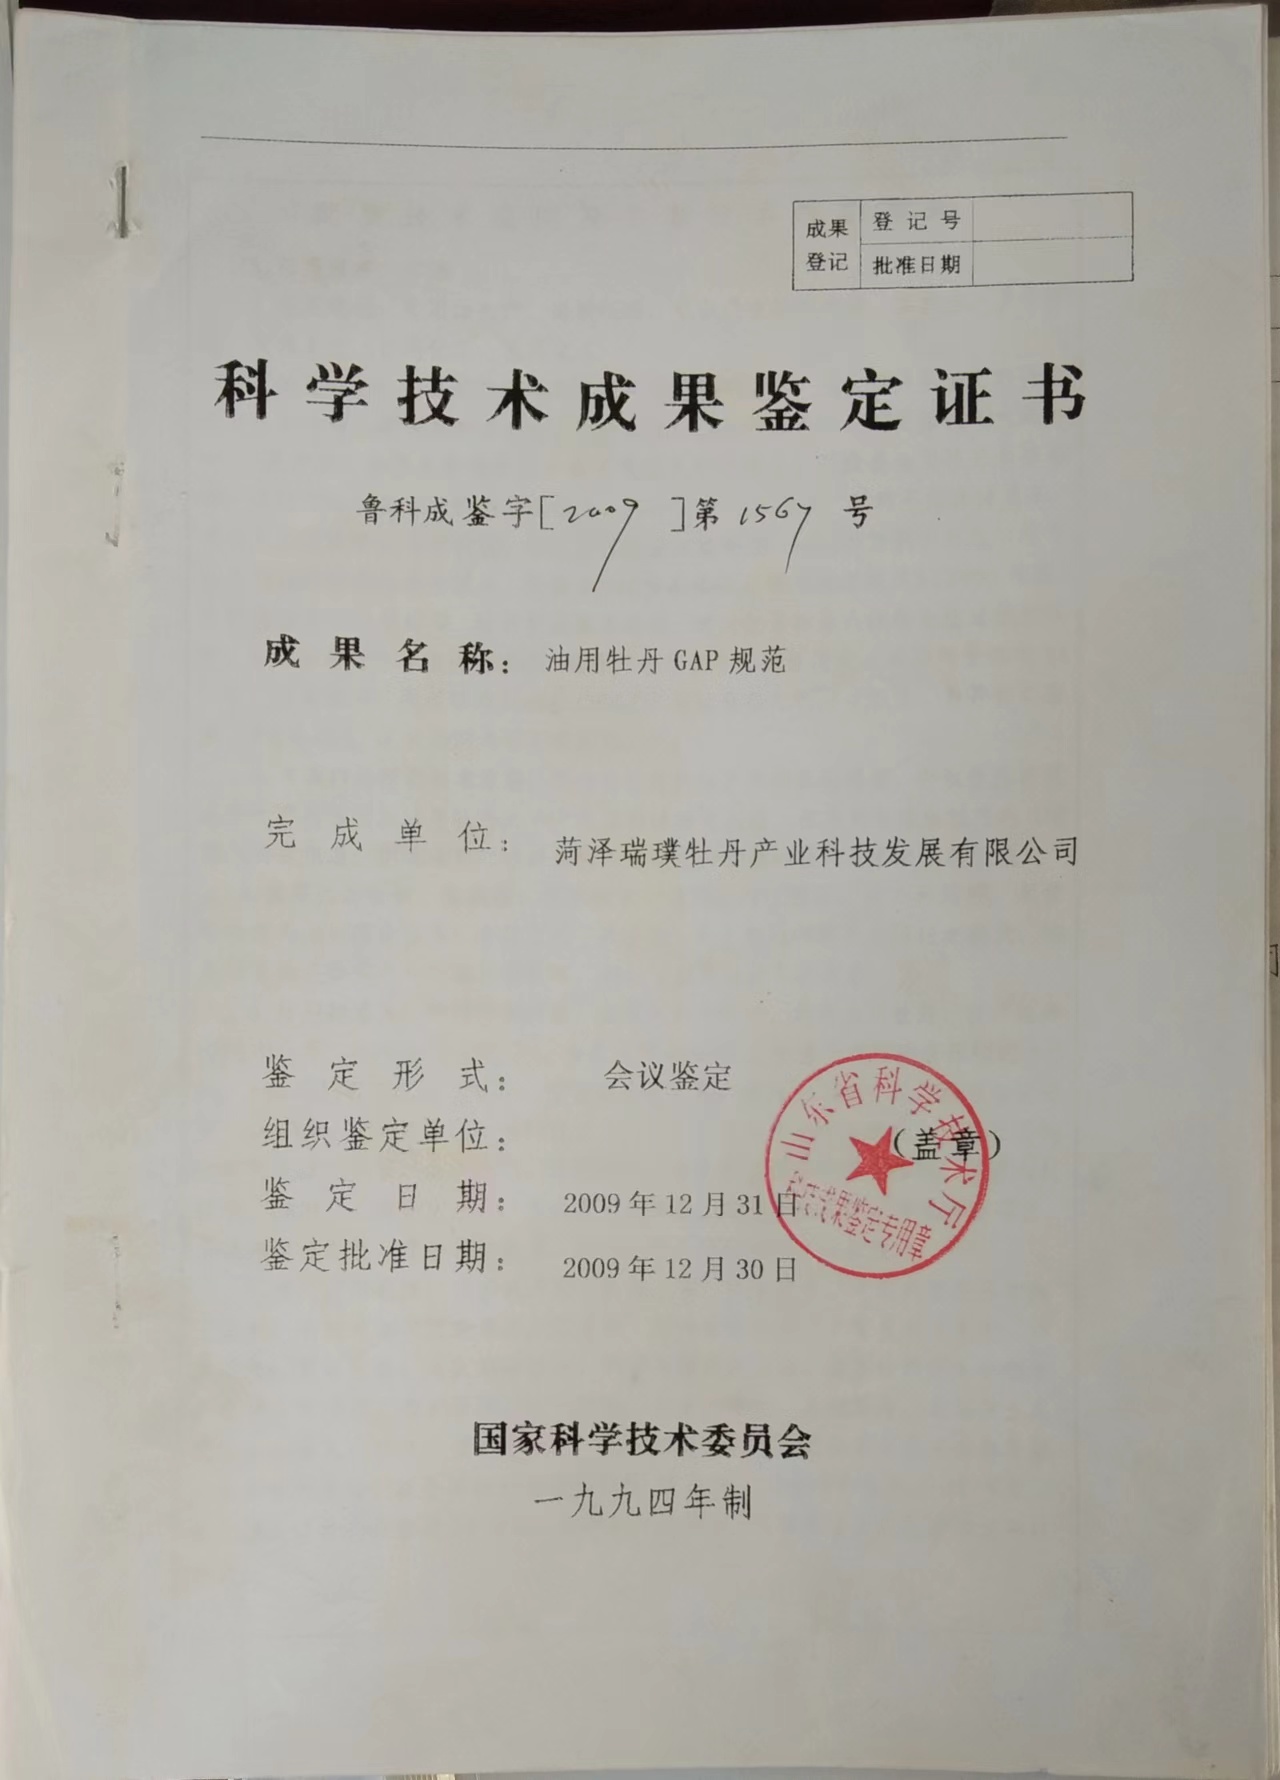 成果登记
登记号
批准日期
科学技术成果鉴定证书
鲁科成鉴字[2009]第1567号
成果名称：油用牡丹GAP规范
完成单位：菏泽瑞璞牡丹产业科技发展有限公司
鉴定形式：会议鉴定
组织鉴定单位：（盖章）
山东省科学技术厅
成果鉴定专用章
鉴定日期：2009年12月31日
鉴定批准日期：2009年12月30日
国家科学技术委员会
一九九四年制